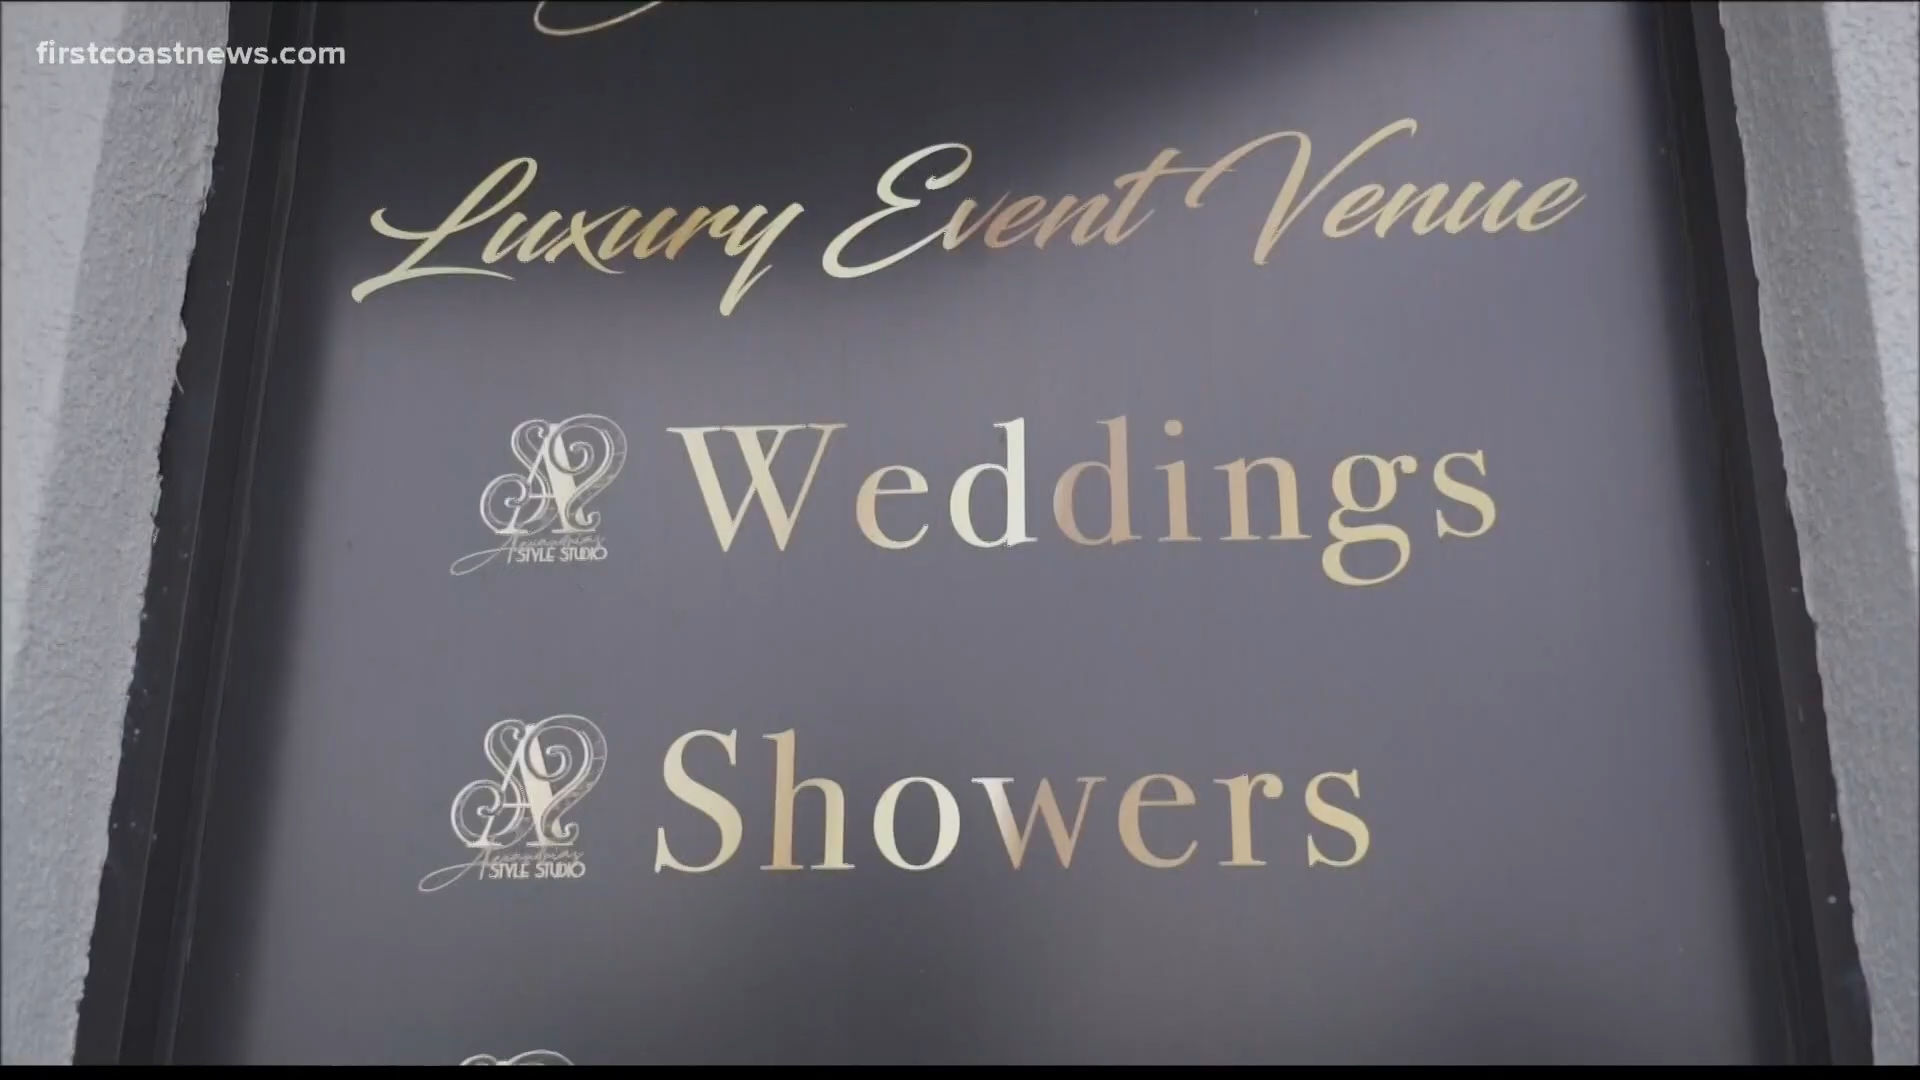 firstcoastnews.com
Luxury Event Venue
Weddings
STYLE STUDIO
Showers
STYLE STUDIO